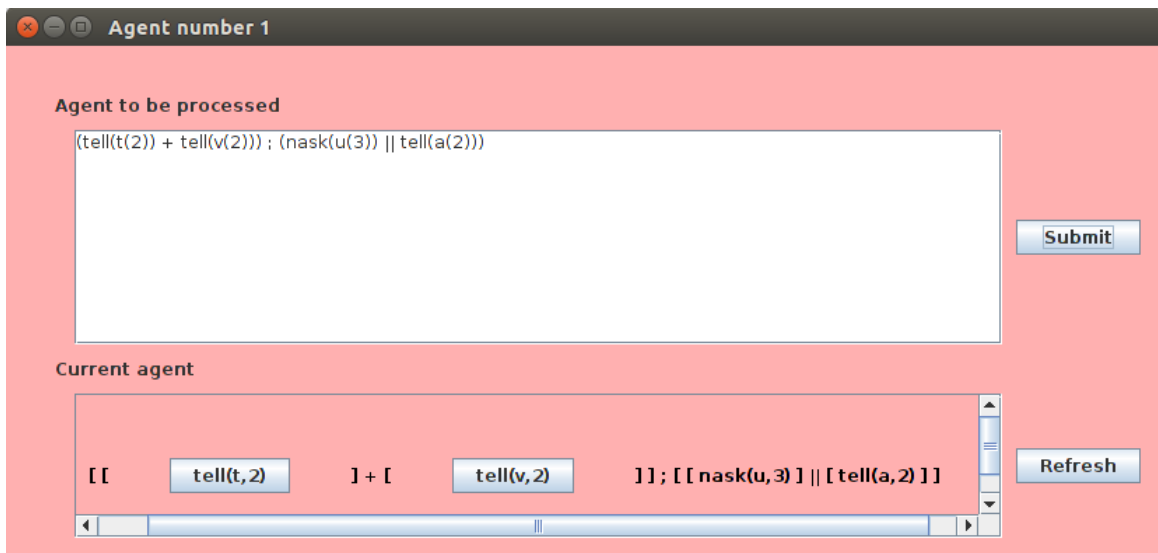 Agent number 1
Agent to be processed
(tell(t(2)) + tell(v(2))) ; (nask(u(3)) || tell(a(2)))
Submit
Current agent
[ [ tell(t,2) ] + [ tell(v,2) ] ] ; [ [ nask(u,3) ] || [ tell(a,2) ] ]
Refresh